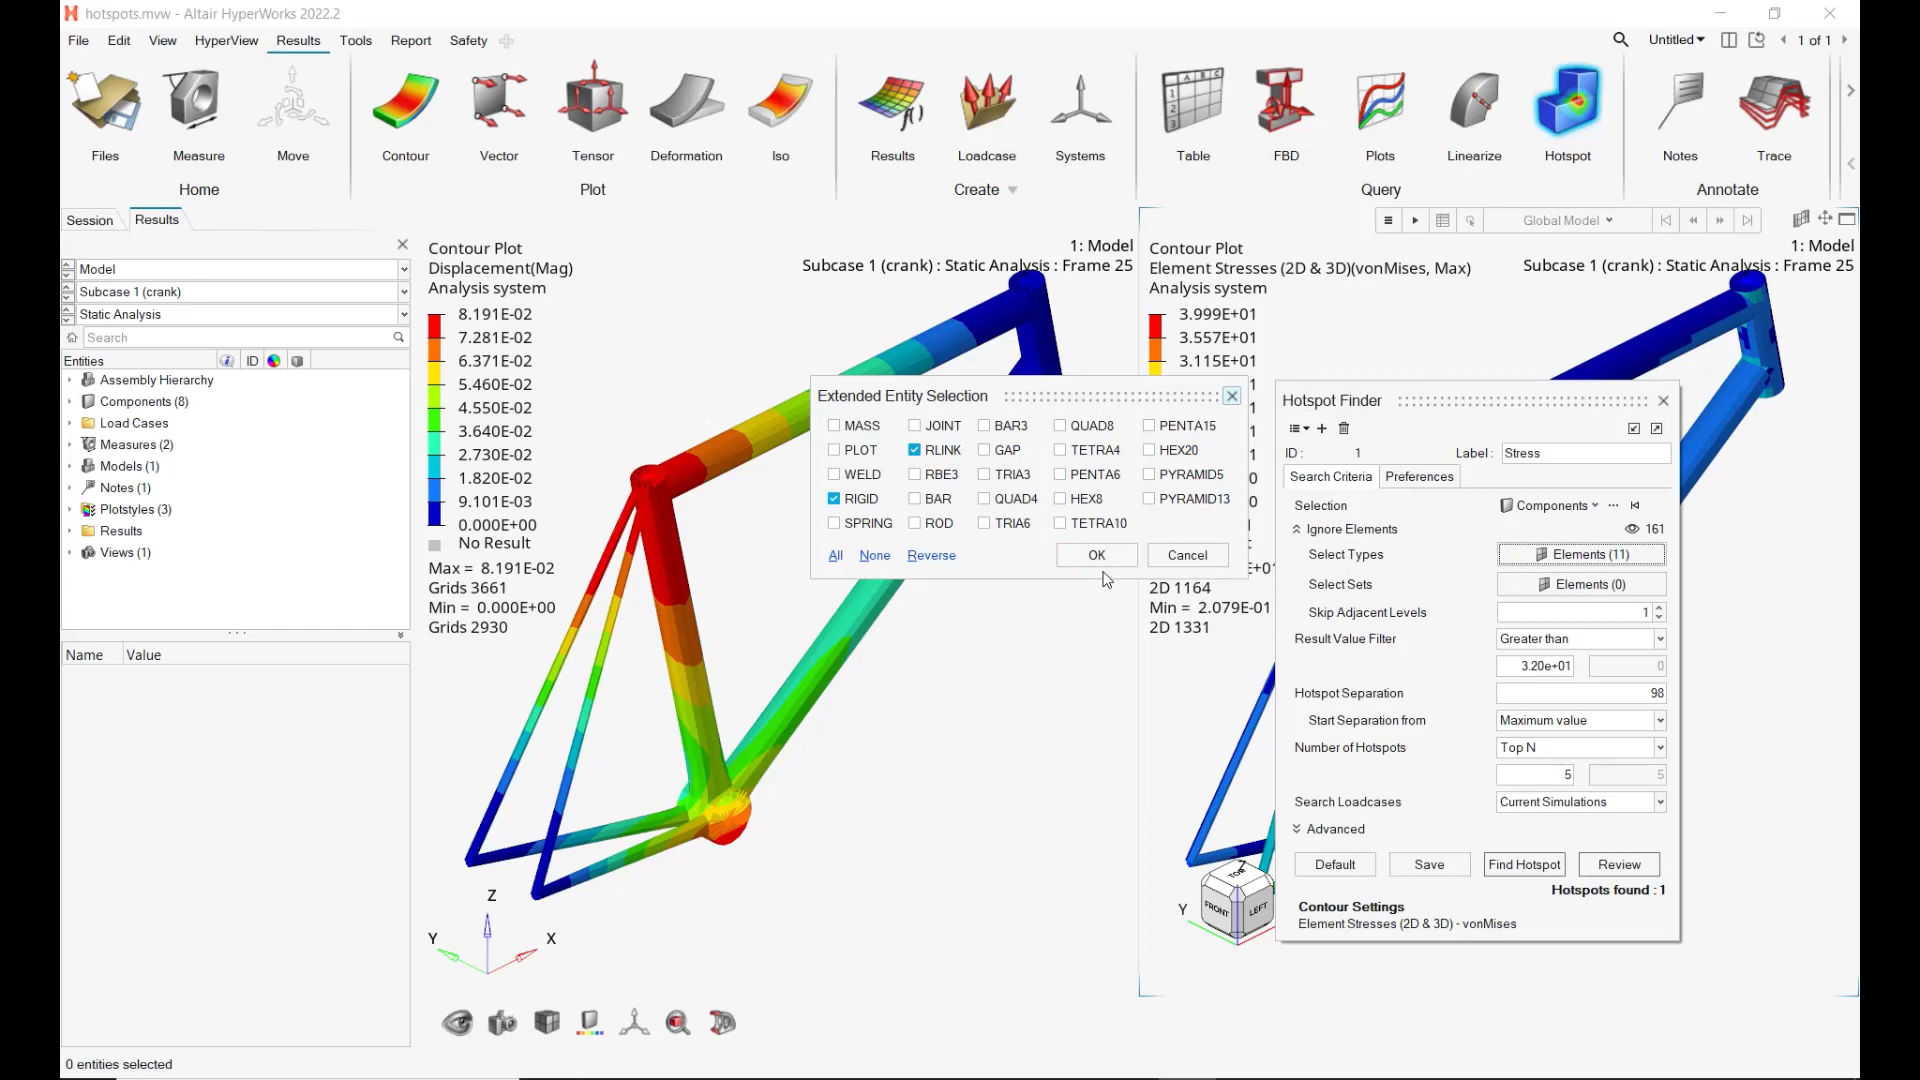 hotspots.mvw - Altair HyperWorks 2022.2
File Edit View HyperView Results Tools Report Safety
Untitled 1 of 1
Files Measure Move Contour Vector Tensor Deformation Iso Results Loadcase Systems Table FBD Plots Linearize Hotspot Notes Trace
Home Plot Create Query Annotate
Session Results
Global Model
Model
Subcase 1 (crank)
Static Analysis
Search
Entities ID
Assembly Hierarchy
Components (8)
Load Cases
Measures (2)
Models (1)
Notes (1)
Plotstyles (3)
Results
Views (1)
Name Value
0 entities selected
Contour Plot
Displacement(Mag)
Analysis system
1: Model
Subcase 1 (crank) : Static Analysis : Frame 25
8.191E-02
7.281E-02
6.371E-02
5.460E-02
4.550E-02
3.640E-02
2.730E-02
1.820E-02
9.101E-03
0.000E+00
No Result
Max = 8.191E-02
Grids 3661
Min = 0.000E+00
Grids 2930
Z
Y X
Contour Plot
Element Stresses (2D & 3D)(vonMises, Max)
Analysis system
1: Model
Subcase 1 (crank) : Static Analysis : Frame 25
3.999E+01
3.557E+01
3.115E+01
2D 1164
Min = 2.079E-01
2D 1331
Z
Y
TOP
FRONT LEFT
Extended Entity Selection
MASS JOINT BAR3 QUAD8 PENTA15
PLOT RLINK GAP TETRA4 HEX20
WELD RBE3 TRIA3 PENTA6 PYRAMID5
RIGID BAR QUAD4 HEX8 PYRAMID13
SPRING ROD TRIA6 TETRA10
All None Reverse OK Cancel
Hotspot Finder
ID : 1 Label : Stress
Search Criteria Preferences
Selection Components
Ignore Elements 161
Select Types Elements (11)
Select Sets Elements (0)
Skip Adjacent Levels 1
Result Value Filter Greater than
3.20e+01 0
Hotspot Separation 98
Start Separation from Maximum value
Number of Hotspots Top N
5 5
Search Loadcases Current Simulations
Advanced
Default Save Find Hotspot Review
Hotspots found : 1
Contour Settings
Element Stresses (2D & 3D) - vonMises